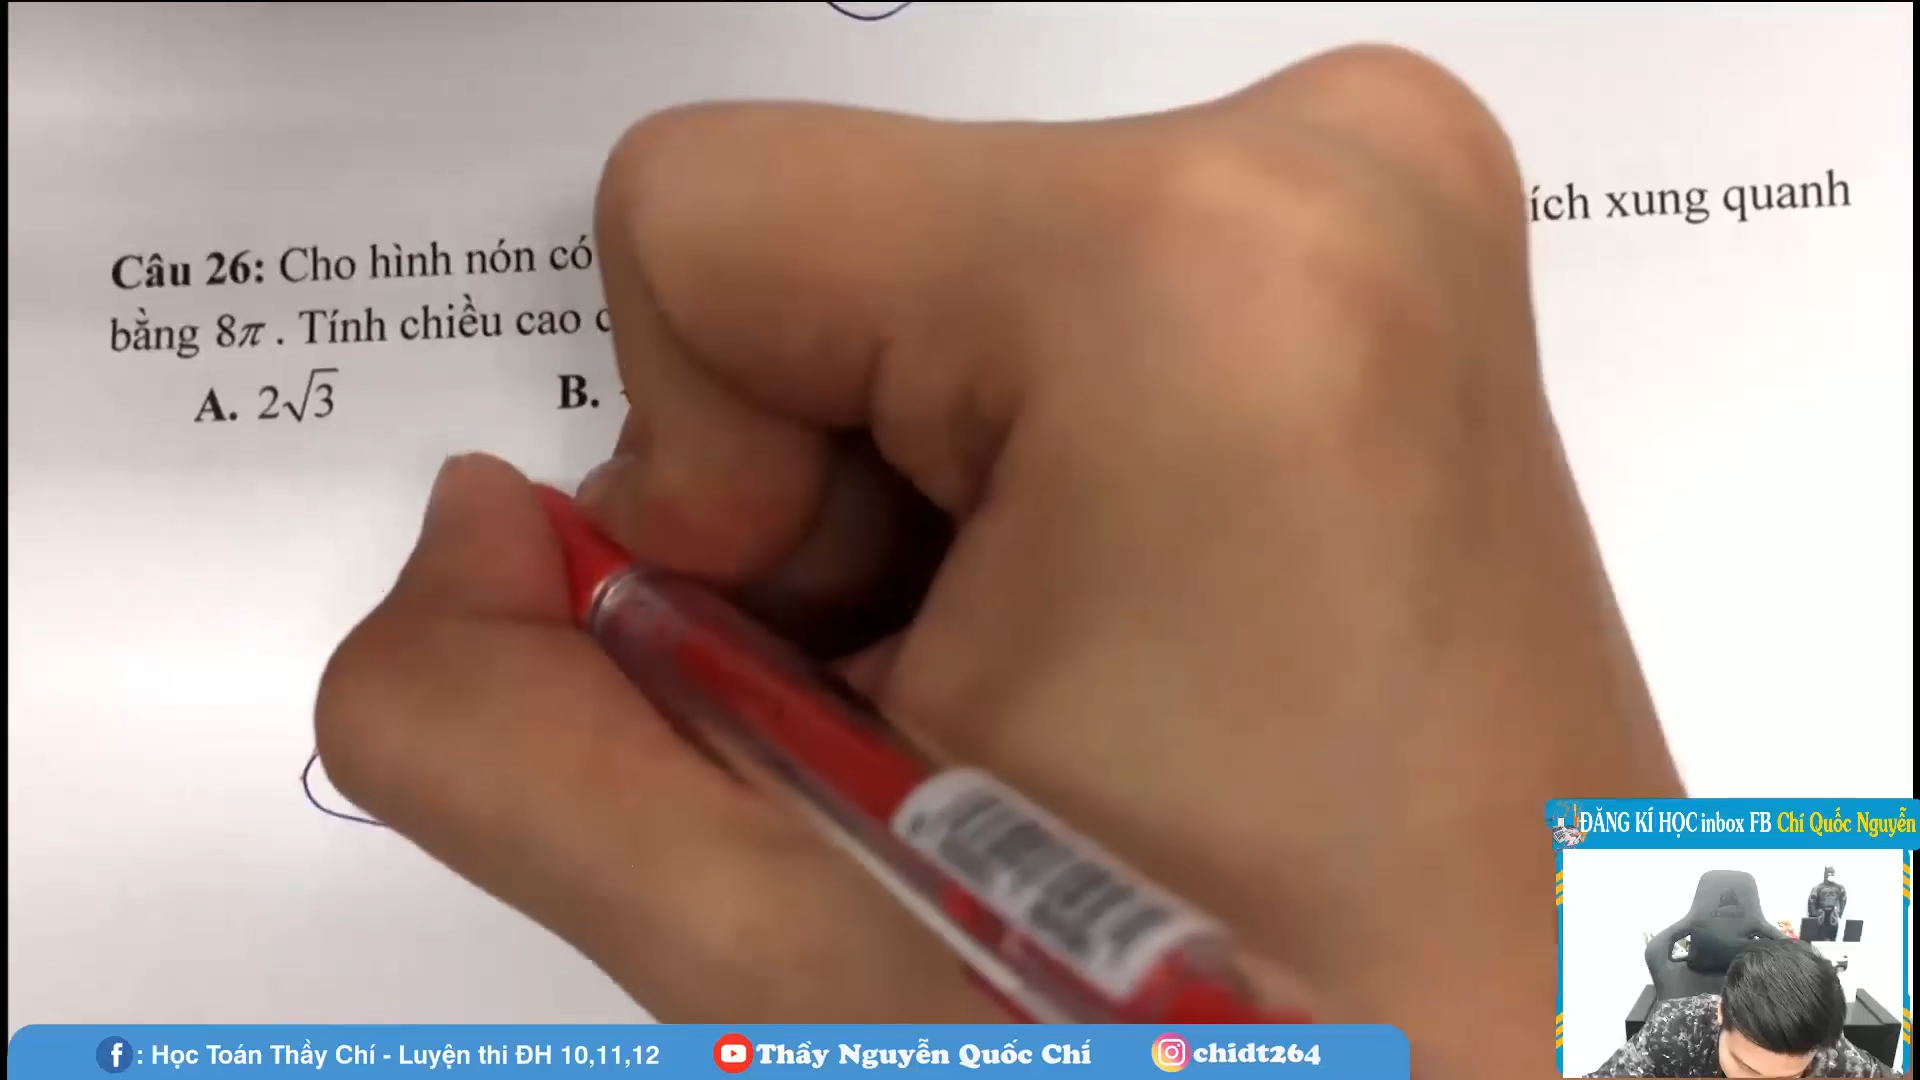 Câu 26: Cho hình nón có
ích xung quanh
bằng 8π . Tính chiều cao
A. 2√3
B.
ĐĂNG KÍ HỌC inbox FB Chí Quốc Nguyễn
f : Học Toán Thầy Chí - Luyện thi ĐH 10,11,12
Thầy Nguyễn Quốc Chí
chidt264